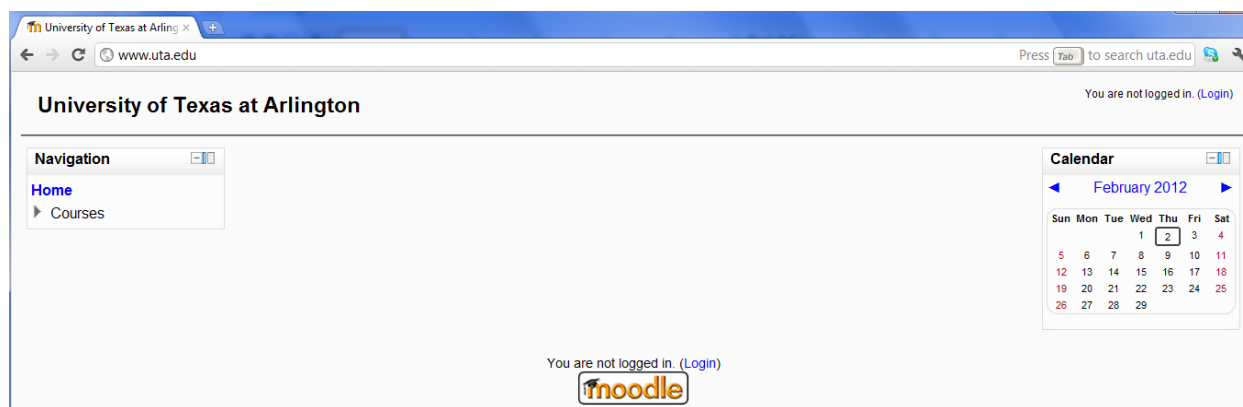 University of Texas at Arling
www.uta.edu
Press Tab to search uta.edu
University of Texas at Arlington
You are not logged in. (Login)
Navigation
Home
Courses
Calendar
February 2012
Sun Mon Tue Wed Thu Fri Sat
1 2 3 4
5 6 7 8 9 10 11
12 13 14 15 16 17 18
19 20 21 22 23 24 25
26 27 28 29
You are not logged in. (Login)
moodle